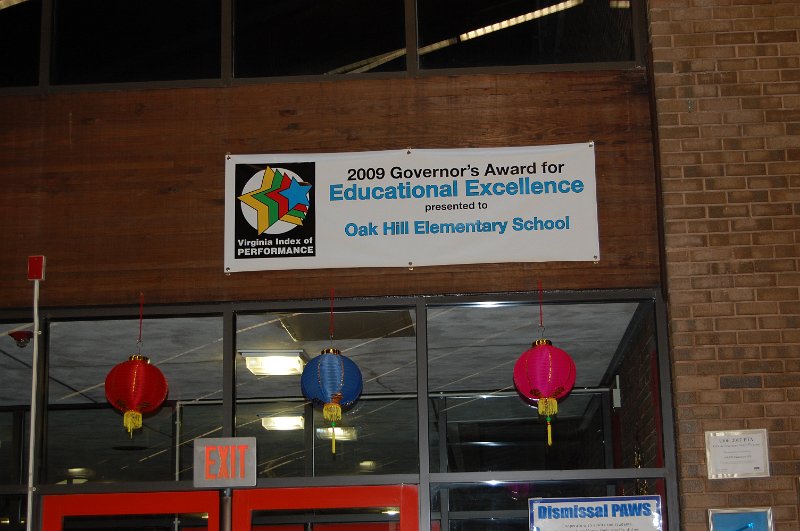 2009 Governor's Award for
Educational Excellence
presented to
Oak Hill Elementary School
Virginia Index of
PERFORMANCE
EXIT
Dismissal PAWS